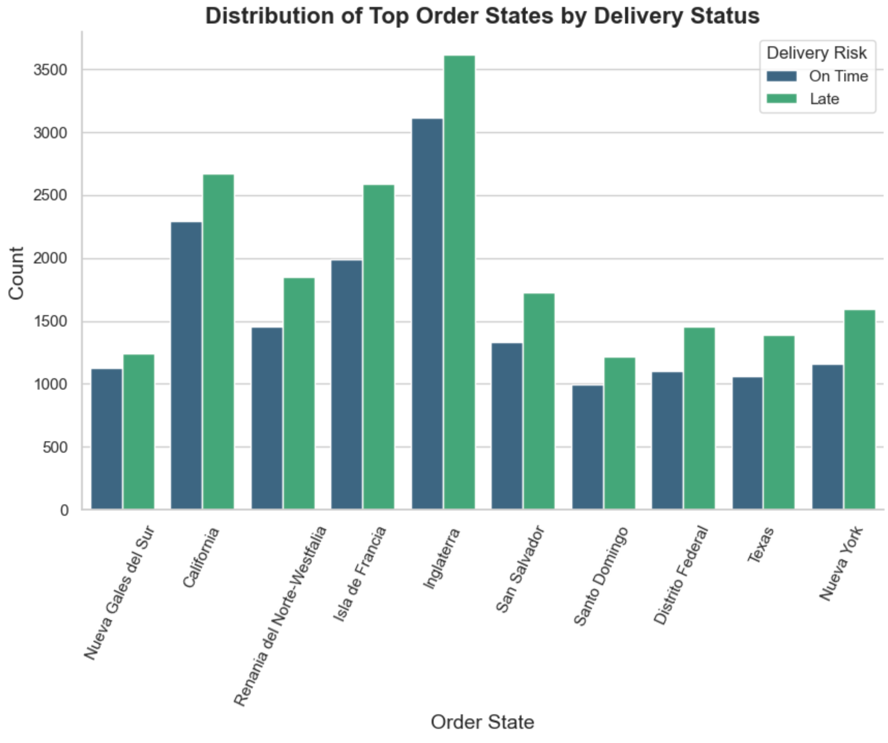 Distribution of Top Order States by Delivery Status
Delivery Risk
On Time
Late
Count
3500
3000
2500
2000
1500
1000
500
0
Nueva Gales del Sur
California
Renania del Norte-Westfalia
Isla de Francia
Inglaterra
San Salvador
Santo Domingo
Distrito Federal
Texas
Nueva York
Order State